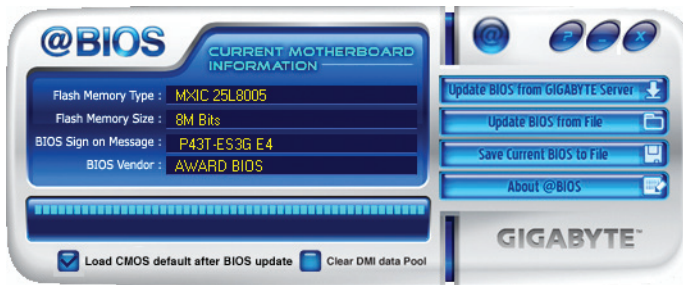 @BIOS
CURRENT MOTHERBOARD
INFORMATION
Flash Memory Type : MXIC 25L8005
Flash Memory Size : 8M Bits
BIOS Sign on Message : P43T-ES3G E4
BIOS Vendor : AWARD BIOS
Load CMOS default after BIOS update
Clear DMI data Pool
@ ? - X
Update BIOS from GIGABYTE Server
Update BIOS from File
Save Current BIOS to File
About @BIOS
GIGABYTE™